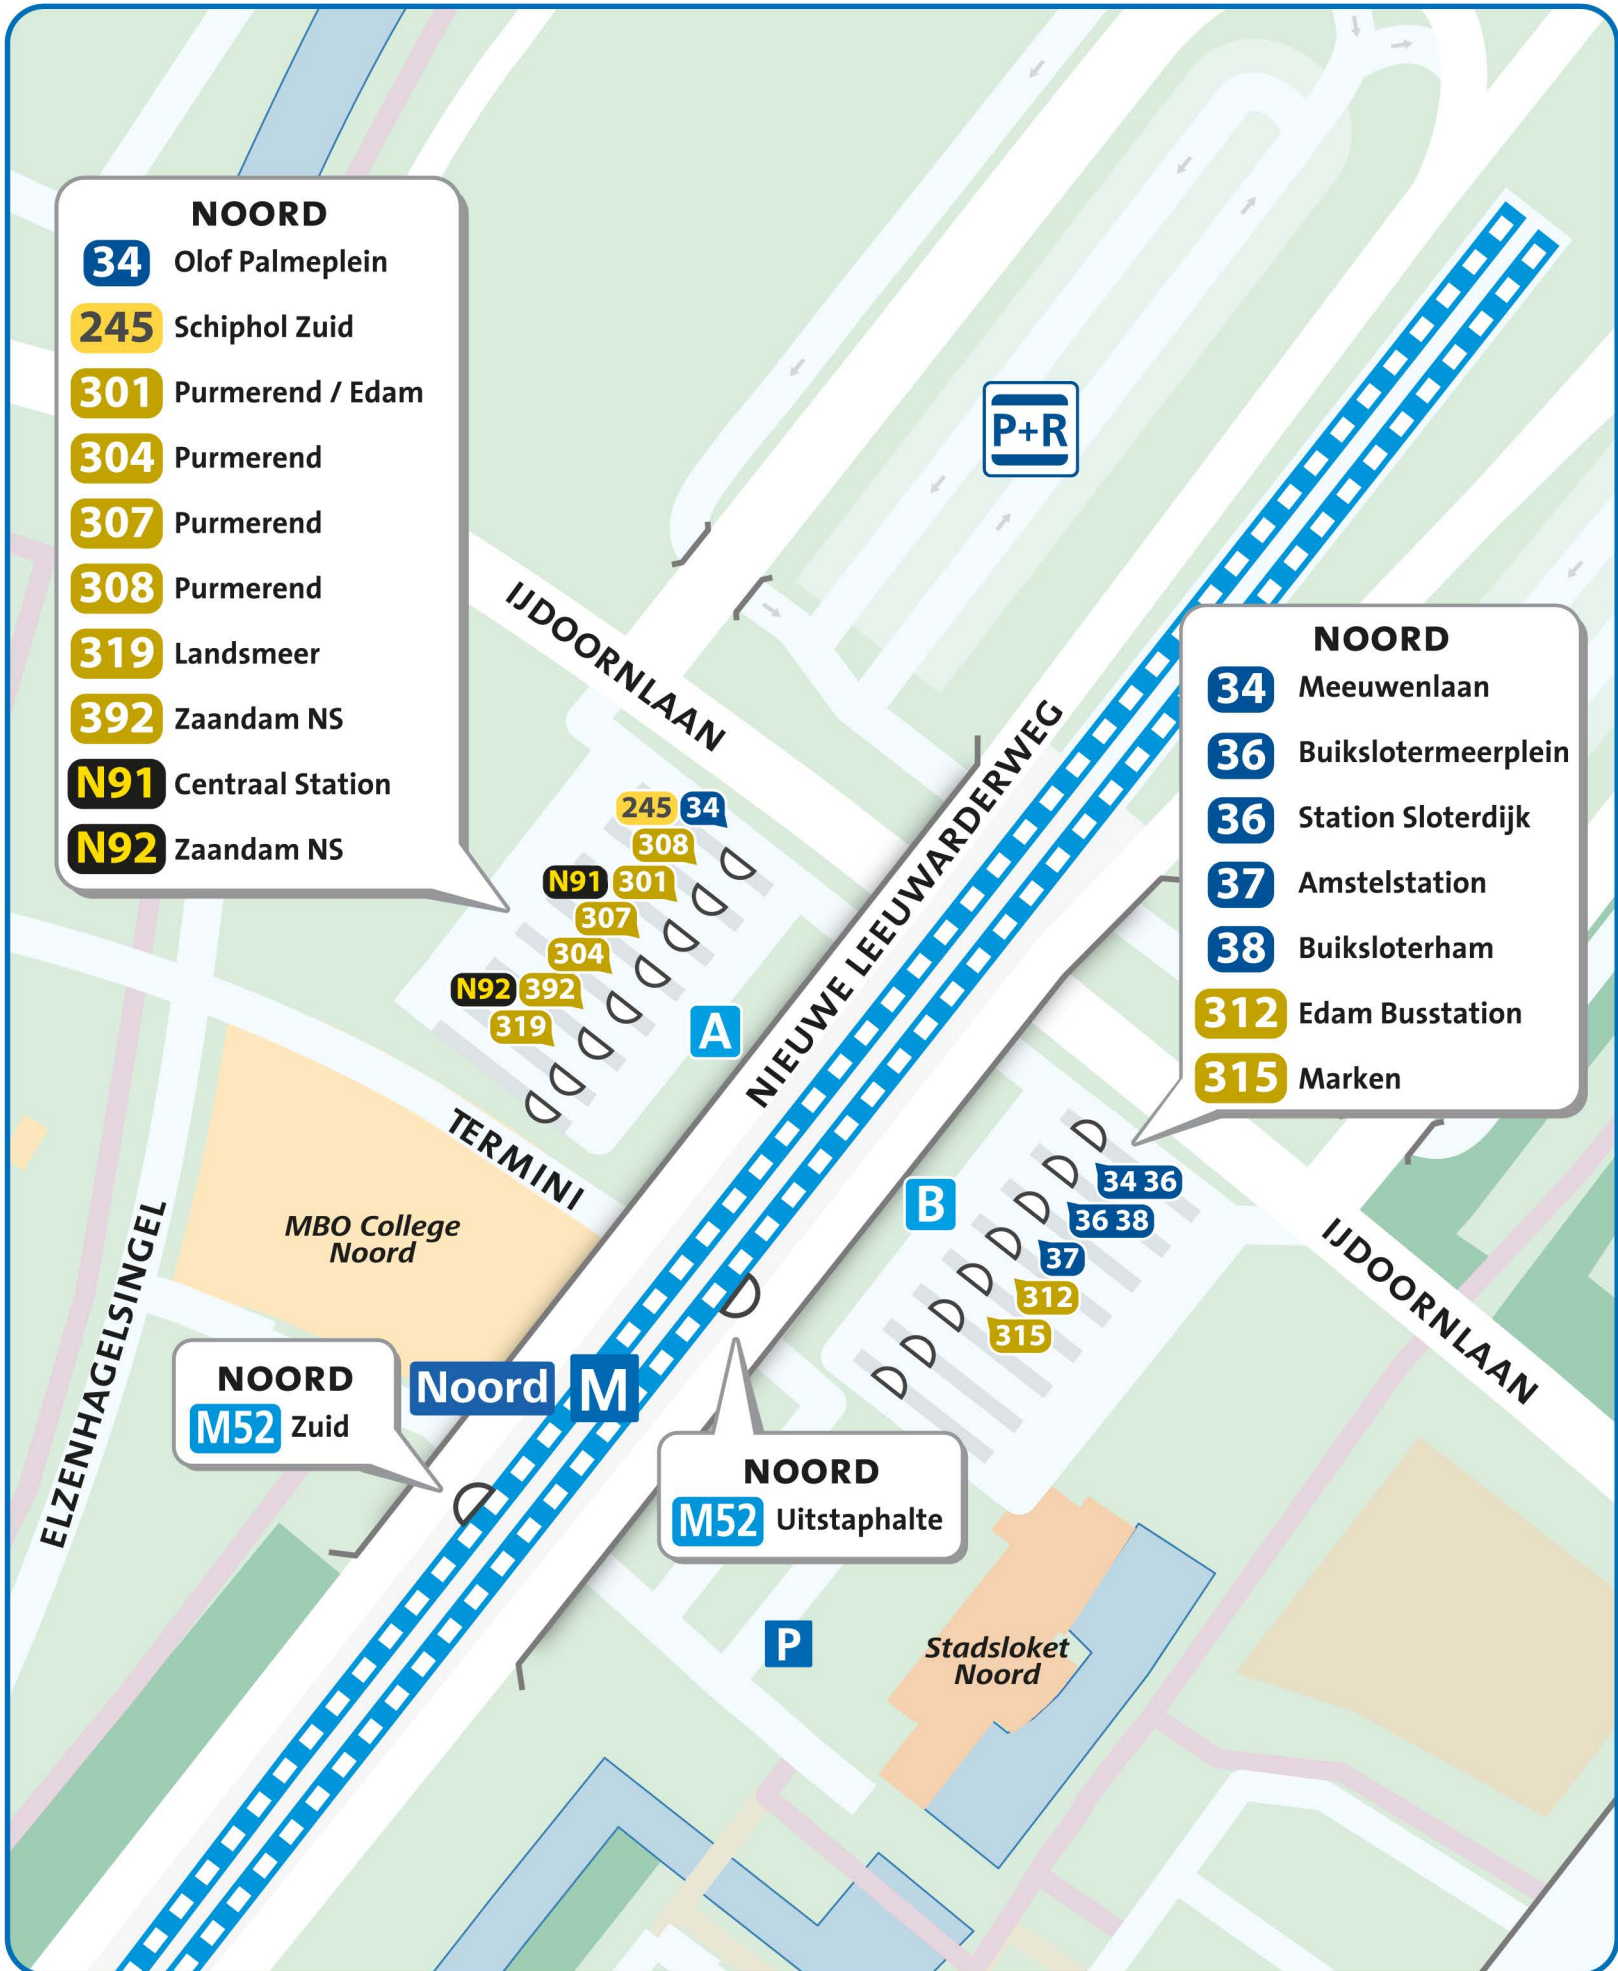 NOORD
34 Olof Palmeplein
245 Schiphol Zuid
301 Purmerend / Edam
304 Purmerend
307 Purmerend
308 Purmerend
319 Landsmeer
392 Zaandam NS
N91 Centraal Station
N92 Zaandam NS
P+R
IJDOORNLAAN
NIEUWE LEEUWARDERWEG
NOORD
34 Meeuwenlaan
36 Buikslotermeerplein
36 Station Sloterdijk
37 Amstelstation
38 Buiksloterham
312 Edam Busstation
315 Marken
245 34
308
N91 301
307
304
N92 392
319
A
TERMINI
B
34 36
36 38
37
312
315
MBO College
Noord
ELZENHAGELSINGEL
IJDOORNLAAN
NOORD
M52 Zuid
Noord M
NOORD
M52 Uitstaphalte
P
Stadsloket
Noord